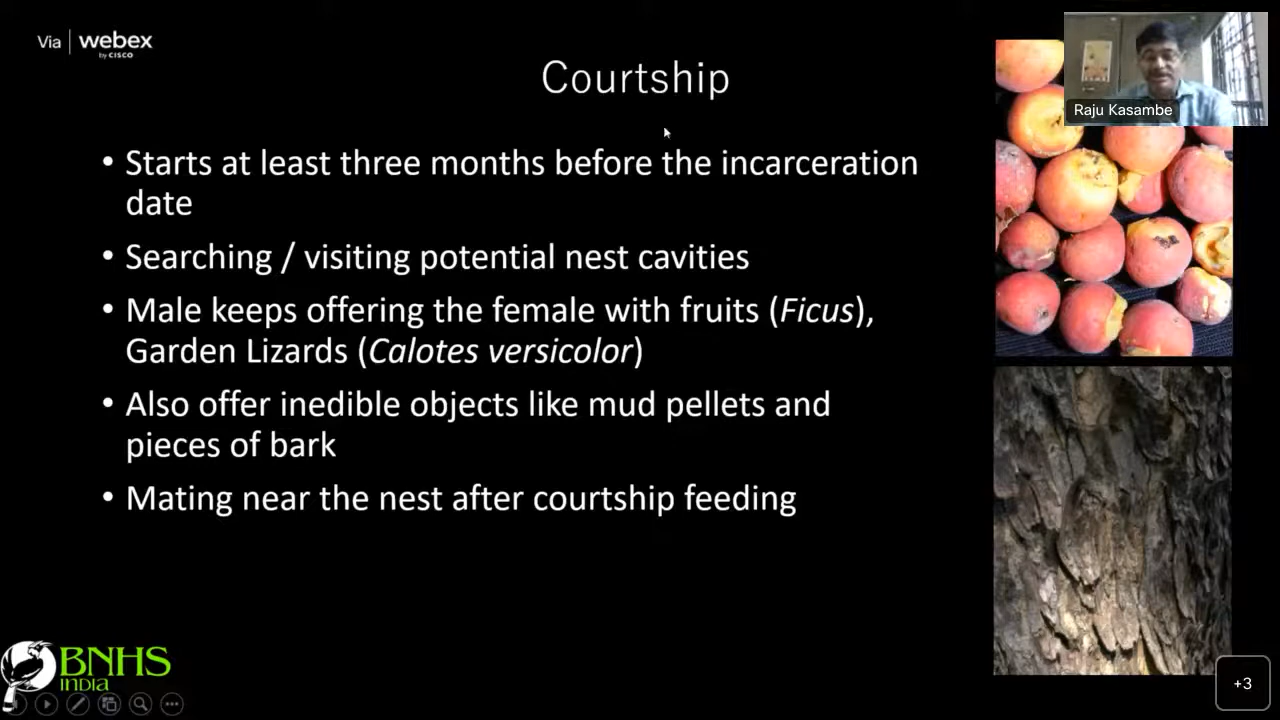 Via | webex
by CISCO
Courtship
Raju Kasambe
• Starts at least three months before the incarceration
date
• Searching / visiting potential nest cavities
• Male keeps offering the female with fruits (Ficus),
Garden Lizards (Calotes versicolor)
• Also offer inedible objects like mud pellets and
pieces of bark
• Mating near the nest after courtship feeding
BNHS
INDIA
+3